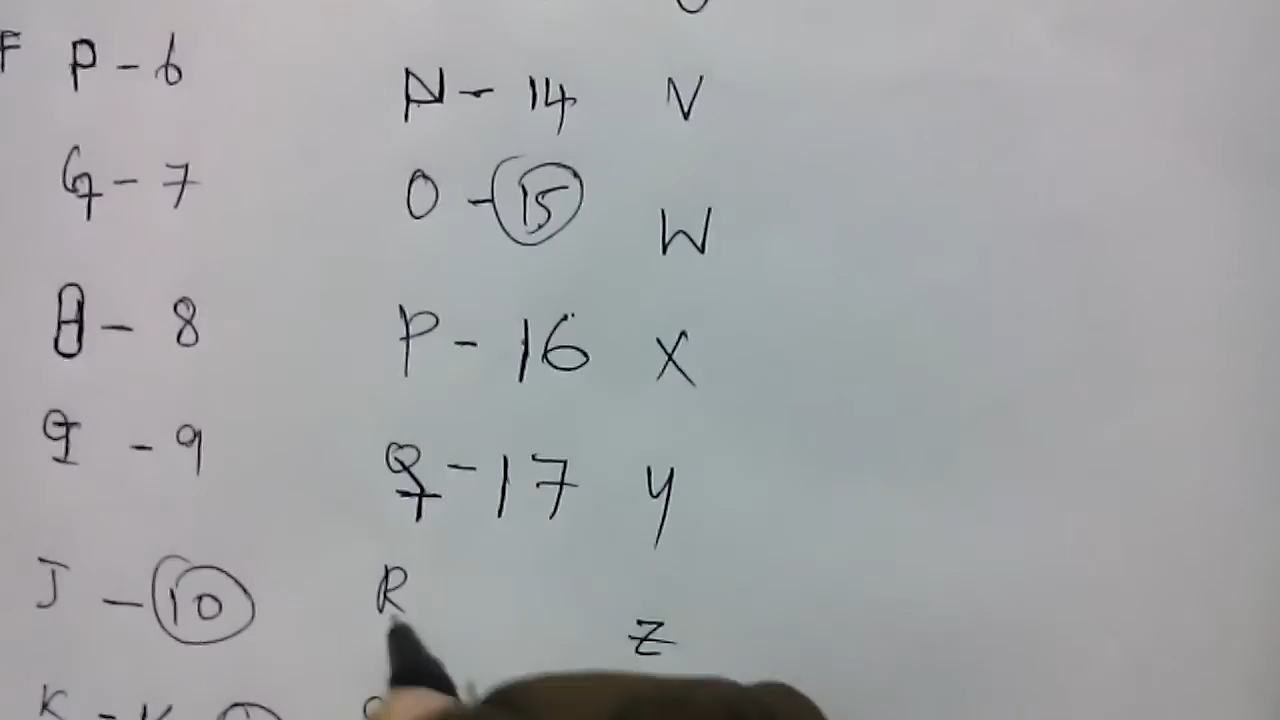 F P - 6
G - 7
H - 8
I - 9
J - 10
K -
N - 14
O - 15
P - 16
Q - 17
R
V
W
X
Y
Z